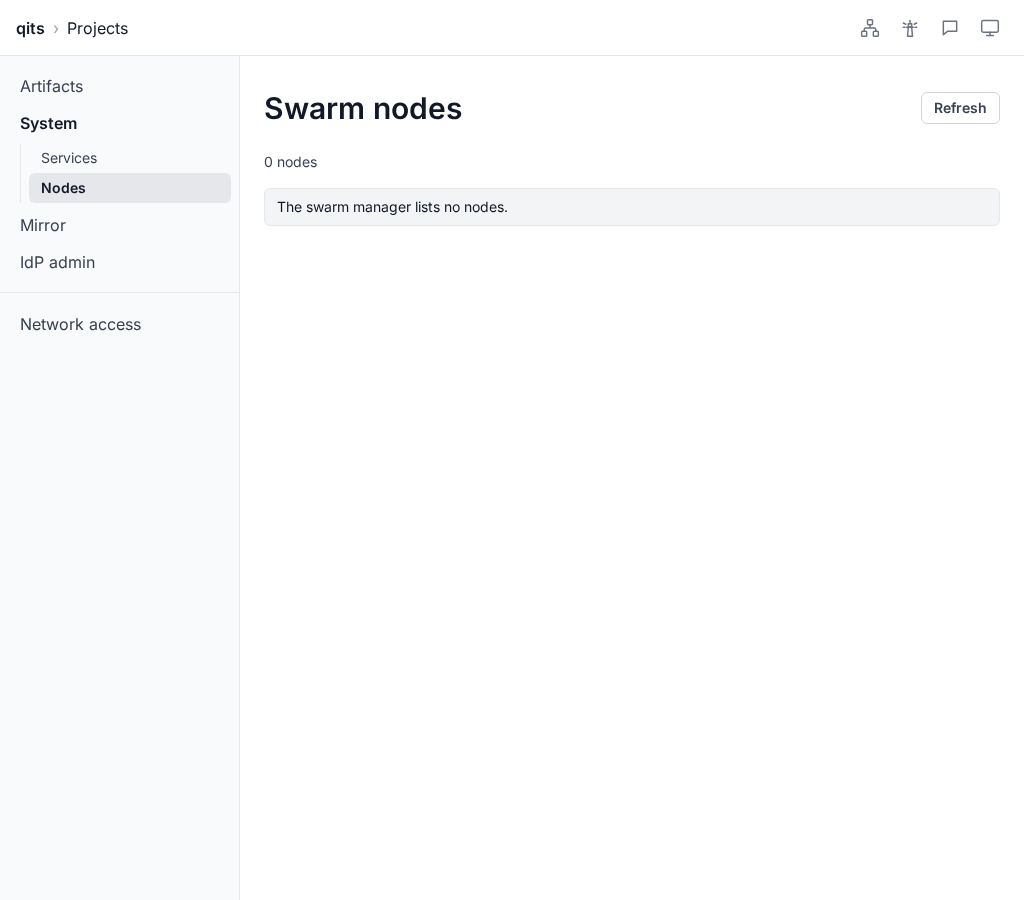 qits › Projects
Artifacts
System
Services
Nodes
Mirror
IdP admin
Network access
Swarm nodes
Refresh
0 nodes
The swarm manager lists no nodes.